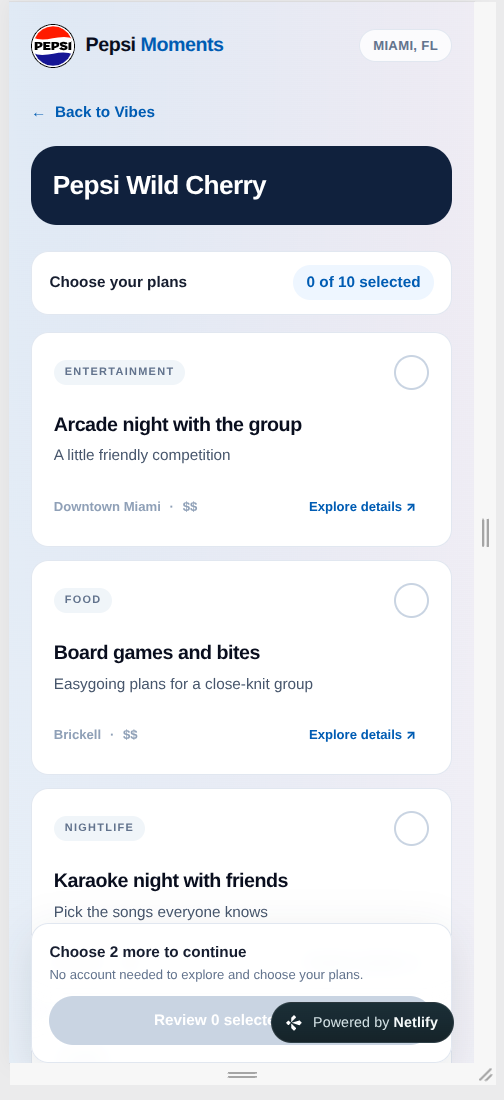 PEPSI Pepsi Moments MIAMI, FL
← Back to Vibes
Pepsi Wild Cherry
Choose your plans 0 of 10 selected
ENTERTAINMENT
Arcade night with the group
A little friendly competition
Downtown Miami · $$ Explore details ↗
FOOD
Board games and bites
Easygoing plans for a close-knit group
Brickell · $$ Explore details ↗
NIGHTLIFE
Karaoke night with friends
Pick the songs everyone knows
Choose 2 more to continue
No account needed to explore and choose your plans.
Review 0 selecte
Powered by Netlify